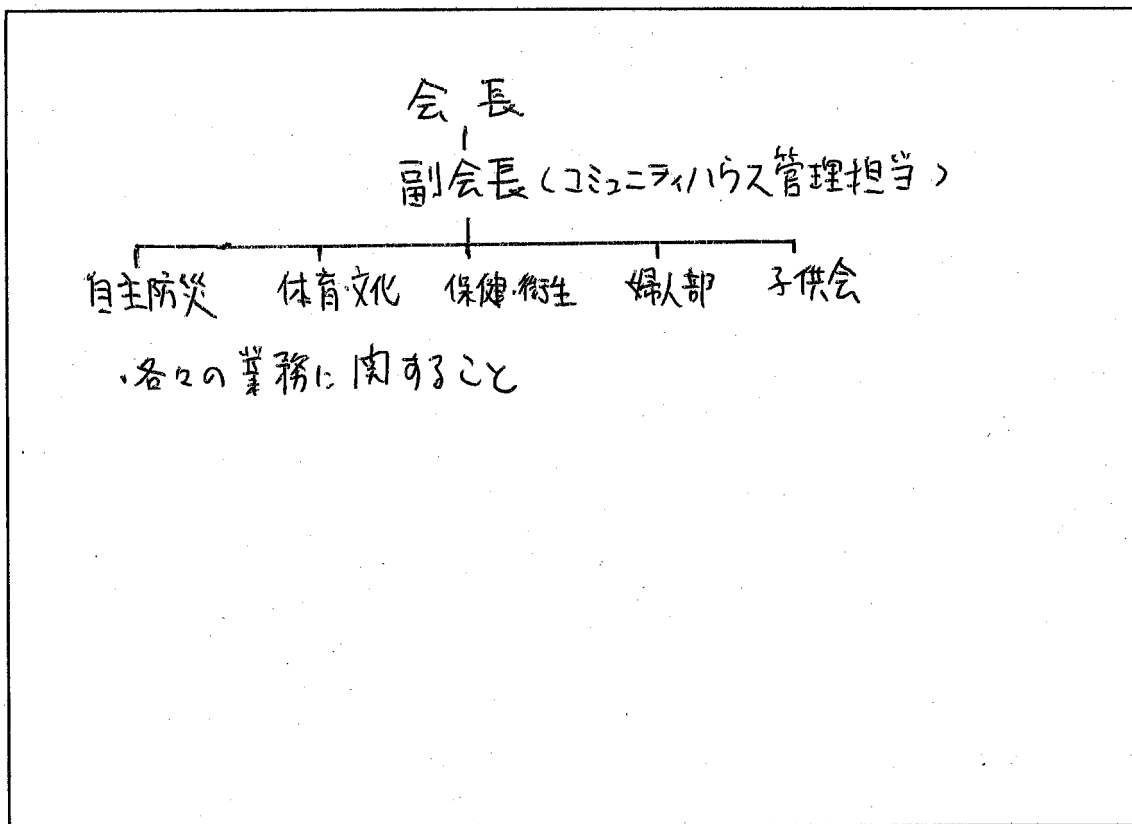 会長
副会長(コミュニティハウス管理担当)
自主防災 体育・文化 保健・衛生 婦人部 子供会
・各々の業務に関すること